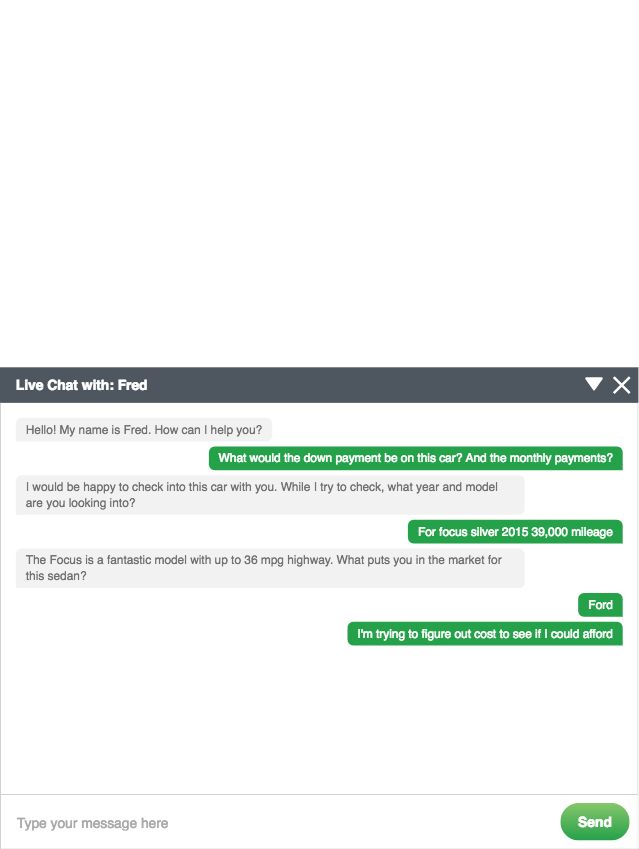 Live Chat with: Fred
Hello! My name is Fred. How can I help you?
What would the down payment be on this car? And the monthly payments?
I would be happy to check into this car with you. While I try to check, what year and model
are you looking into?
For focus silver 2015 39,000 mileage
The Focus is a fantastic model with up to 36 mpg highway. What puts you in the market for
this sedan?
Ford
I'm trying to figure out cost to see if I could afford
Type your message here
Send